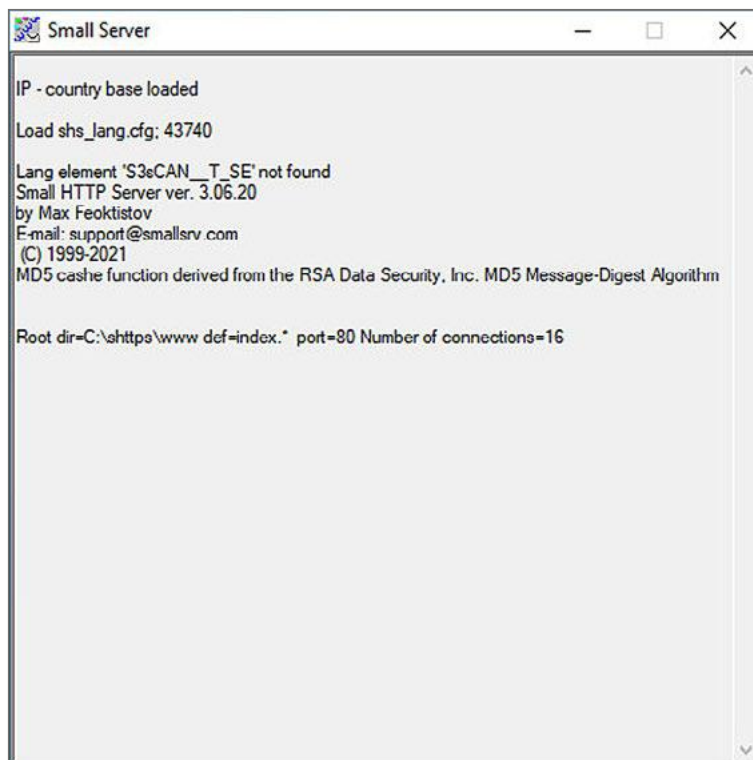 Small Server
IP - country base loaded
Load shs_lang.cfg; 43740
Lang element 'S3sCAN__T_SE' not found
Small HTTP Server ver. 3.06.20
by Max Feoktistov
E-mail: support@smallsrv.com
(C) 1999-2021
MD5 cashe function derived from the RSA Data Security, Inc. MD5 Message-Digest Algorithm
Root dir=C:\shttps\www def=index.* port=80 Number of connections=16